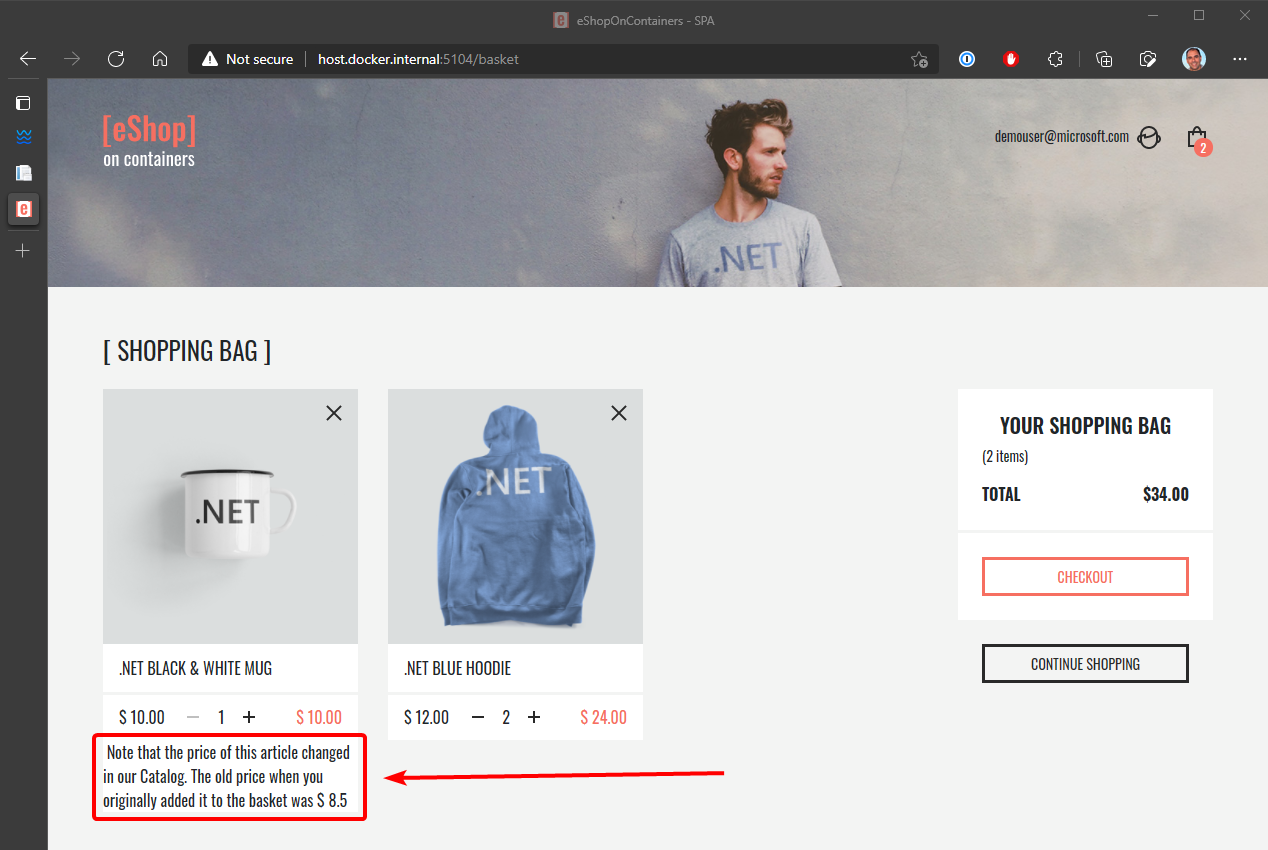 e eShopOnContainers - SPA
Not secure host.docker.internal:5104/basket
[eShop]
on containers
demouser@microsoft.com
2
.NET
e
[ SHOPPING BAG ]
.NET
.NET BLACK & WHITE MUG
$ 10.00 − 1 + $ 10.00
Note that the price of this article changed
in our Catalog. The old price when you
originally added it to the basket was $ 8.5
.NET
.NET BLUE HOODIE
$ 12.00 − 2 + $ 24.00
YOUR SHOPPING BAG
(2 items)
TOTAL $34.00
CHECKOUT
CONTINUE SHOPPING